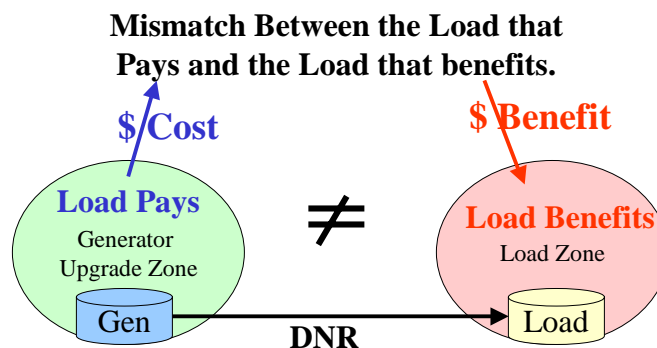 Mismatch Between the Load that
Pays and the Load that benefits.
$ Cost
$ Benefit
Load Pays
Generator
Upgrade Zone
≠
Load Benefits
Load Zone
Gen
DNR
Load